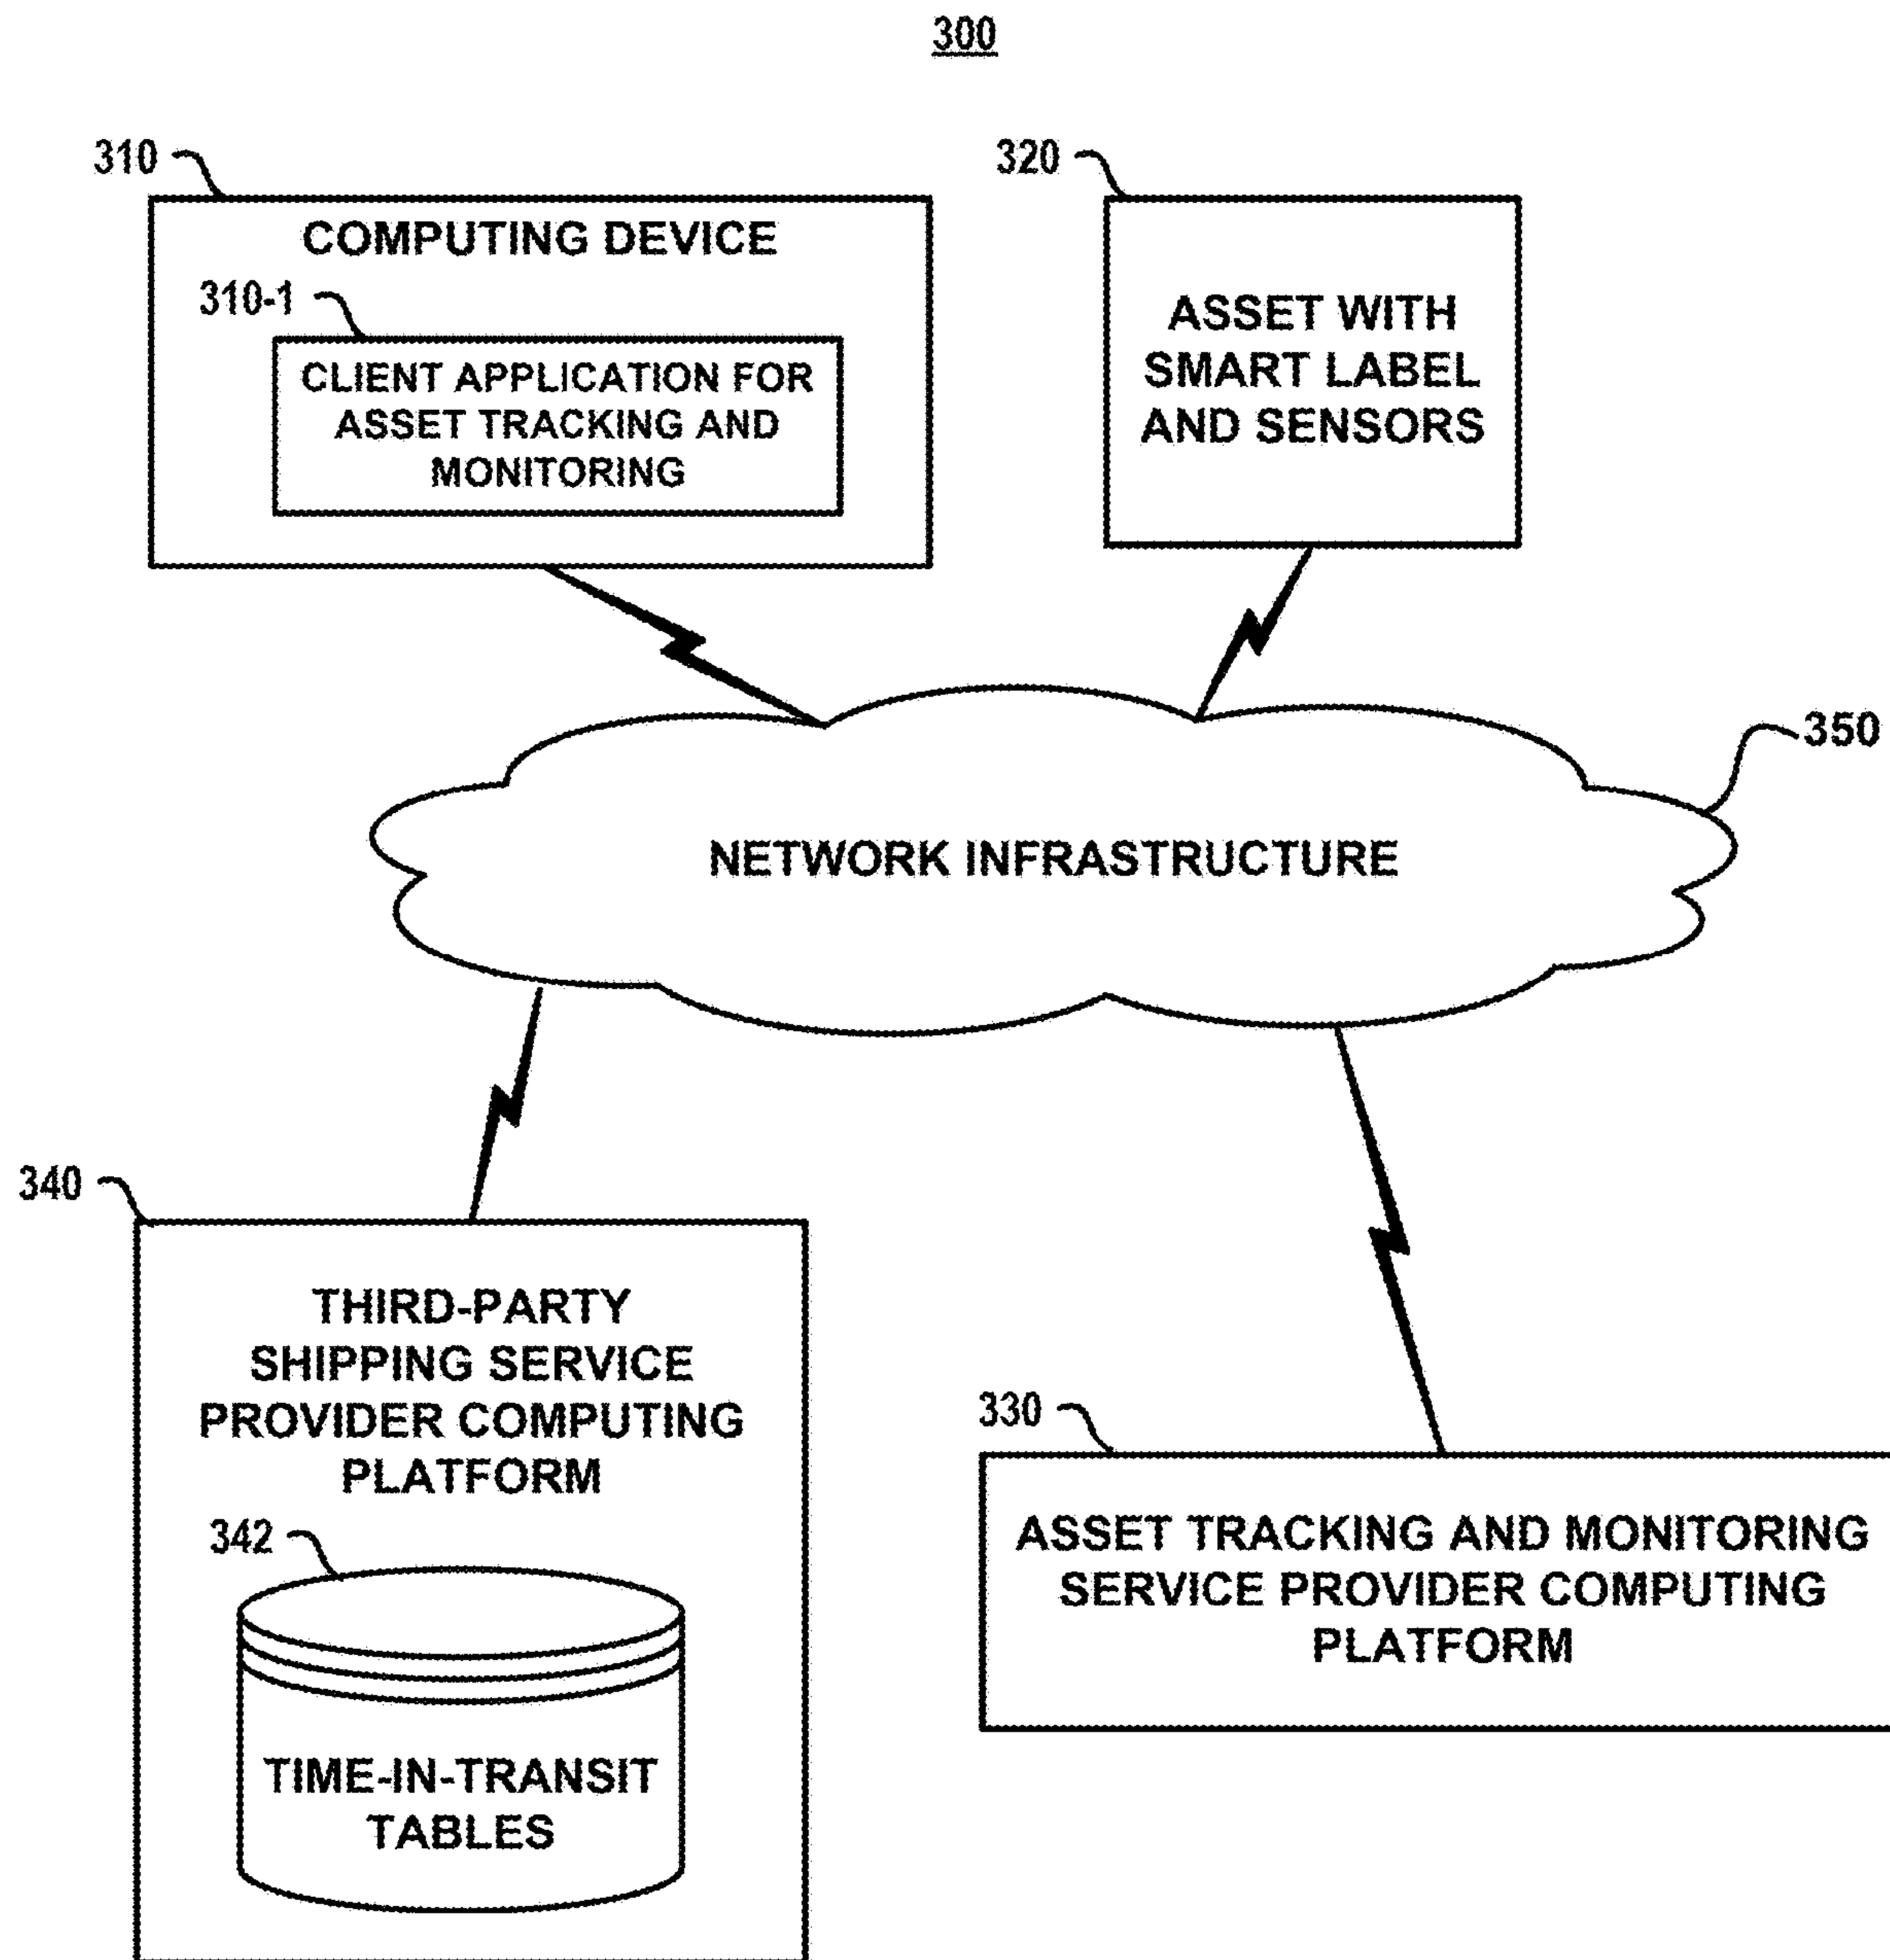 300
310
COMPUTING DEVICE
310-1
CLIENT APPLICATION FOR
ASSET TRACKING AND
MONITORING
320
ASSET WITH
SMART LABEL
AND SENSORS
350
NETWORK INFRASTRUCTURE
340
THIRD-PARTY
SHIPPING SERVICE
PROVIDER COMPUTING
PLATFORM
342
TIME-IN-TRANSIT
TABLES
330
ASSET TRACKING AND MONITORING
SERVICE PROVIDER COMPUTING
PLATFORM